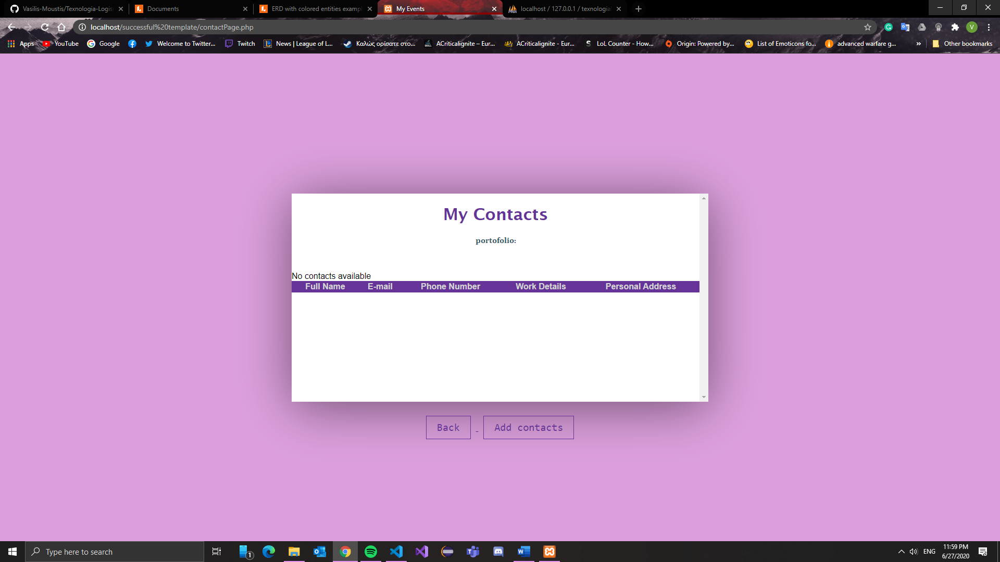 Vasilis-Moustis/Texnologia-Logis
Documents
ERD with colored entities exampl
My Events
localhost / 127.0.0.1 / texnologia
localhost/successful%20template/contactPage.php
Apps
YouTube
Google
Welcome to Twitter...
Twitch
News | League of L...
Καλώς ορίσατε στο...
ACriticalignite – Eur...
ACriticalignite - Eur...
LoL Counter - How...
Origin: Powered by...
List of Emoticons fo...
advanced warfare g...
»
Other bookmarks
My Contacts
portofolio:
No contacts available
Full Name E-mail Phone Number Work Details Personal Address
Back - Add contacts
Type here to search
1
ENG
11:59 PM
6/27/2020